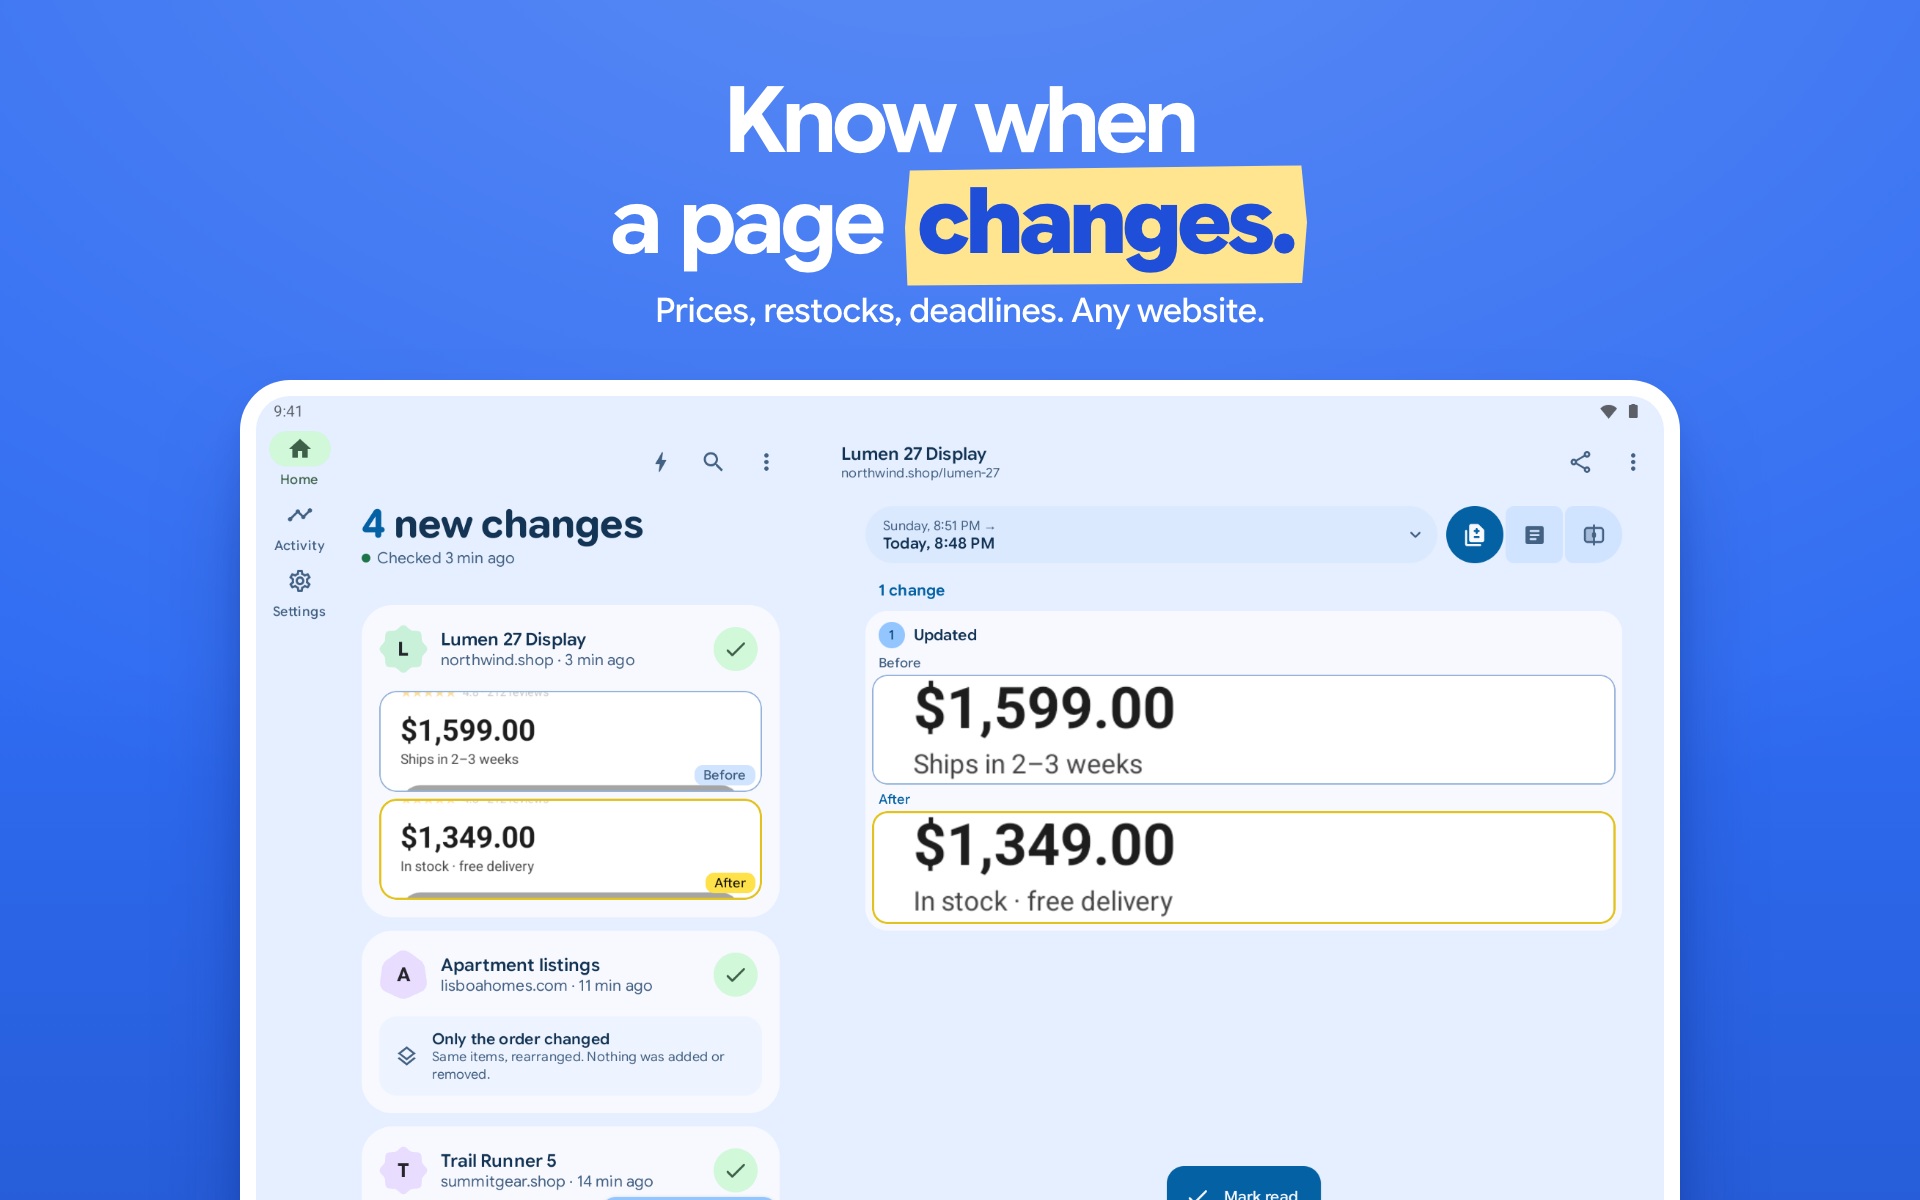 Know when
a page changes.
Prices, restocks, deadlines. Any website.
9:41
Home
Activity
Settings
4 new changes
Checked 3 min ago
L
Lumen 27 Display
northwind.shop · 3 min ago
$1,599.00
Ships in 2–3 weeks
Before
$1,349.00
In stock · free delivery
After
A
Apartment listings
lisboahomes.com · 11 min ago
Only the order changed
Same items, rearranged. Nothing was added or
removed.
T
Trail Runner 5
summitgear.shop · 14 min ago
Lumen 27 Display
northwind.shop/lumen-27
Sunday, 8:51 PM →
Today, 8:48 PM
1 change
1 Updated
Before
$1,599.00
Ships in 2–3 weeks
After
$1,349.00
In stock · free delivery
Mark read